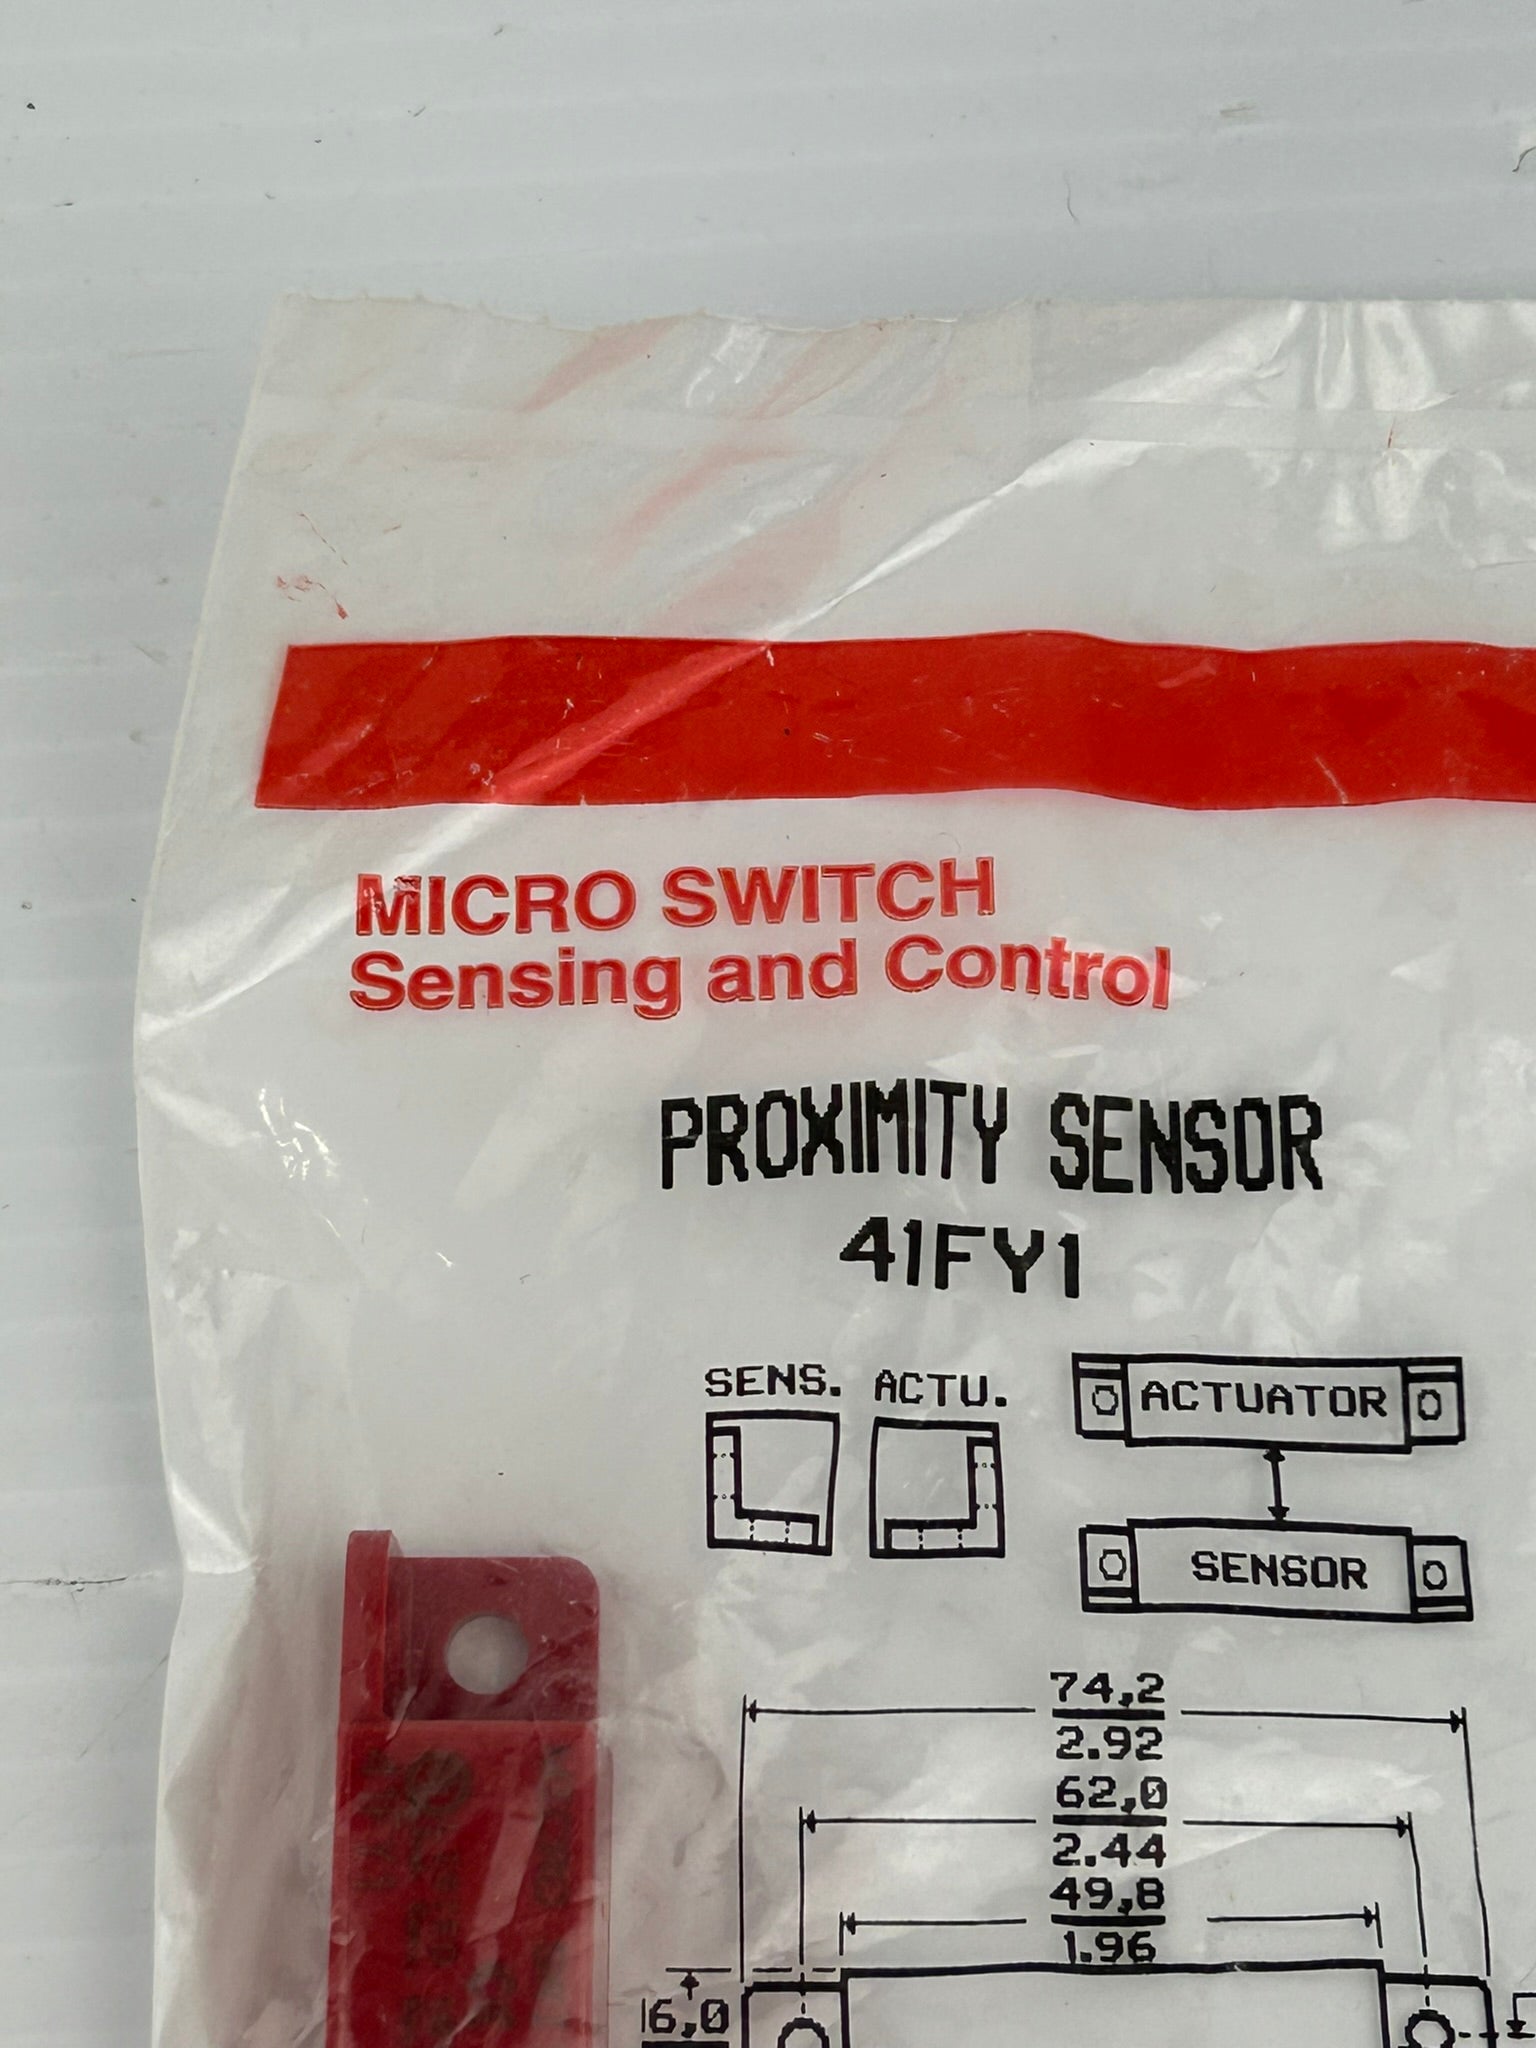 MICRO SWITCH
Sensing and Control
PROXIMITY SENSOR
41FY1
SENS. ACTU.
ACTUATOR
SENSOR
74,2
2.92
62,0
2.44
49,8
1.96
16,0